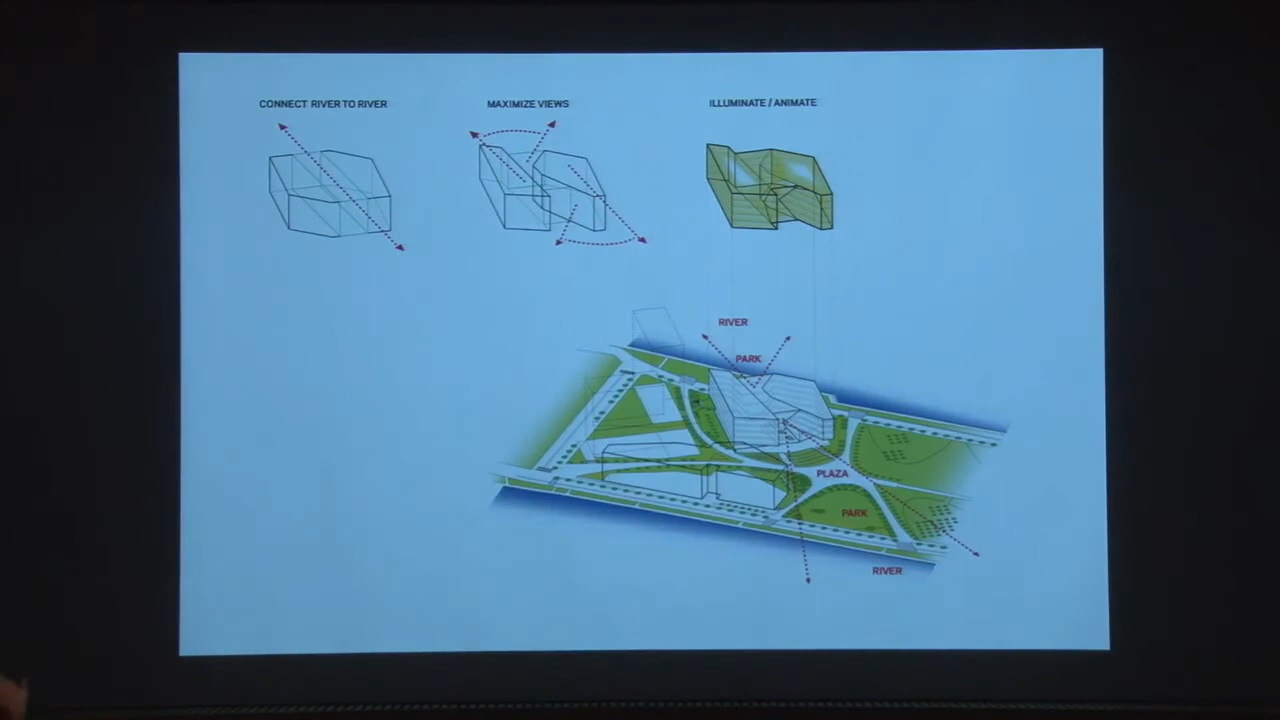 CONNECT RIVER TO RIVER
MAXIMIZE VIEWS
ILLUMINATE / ANIMATE
RIVER
PARK
PLAZA
PARK
RIVER